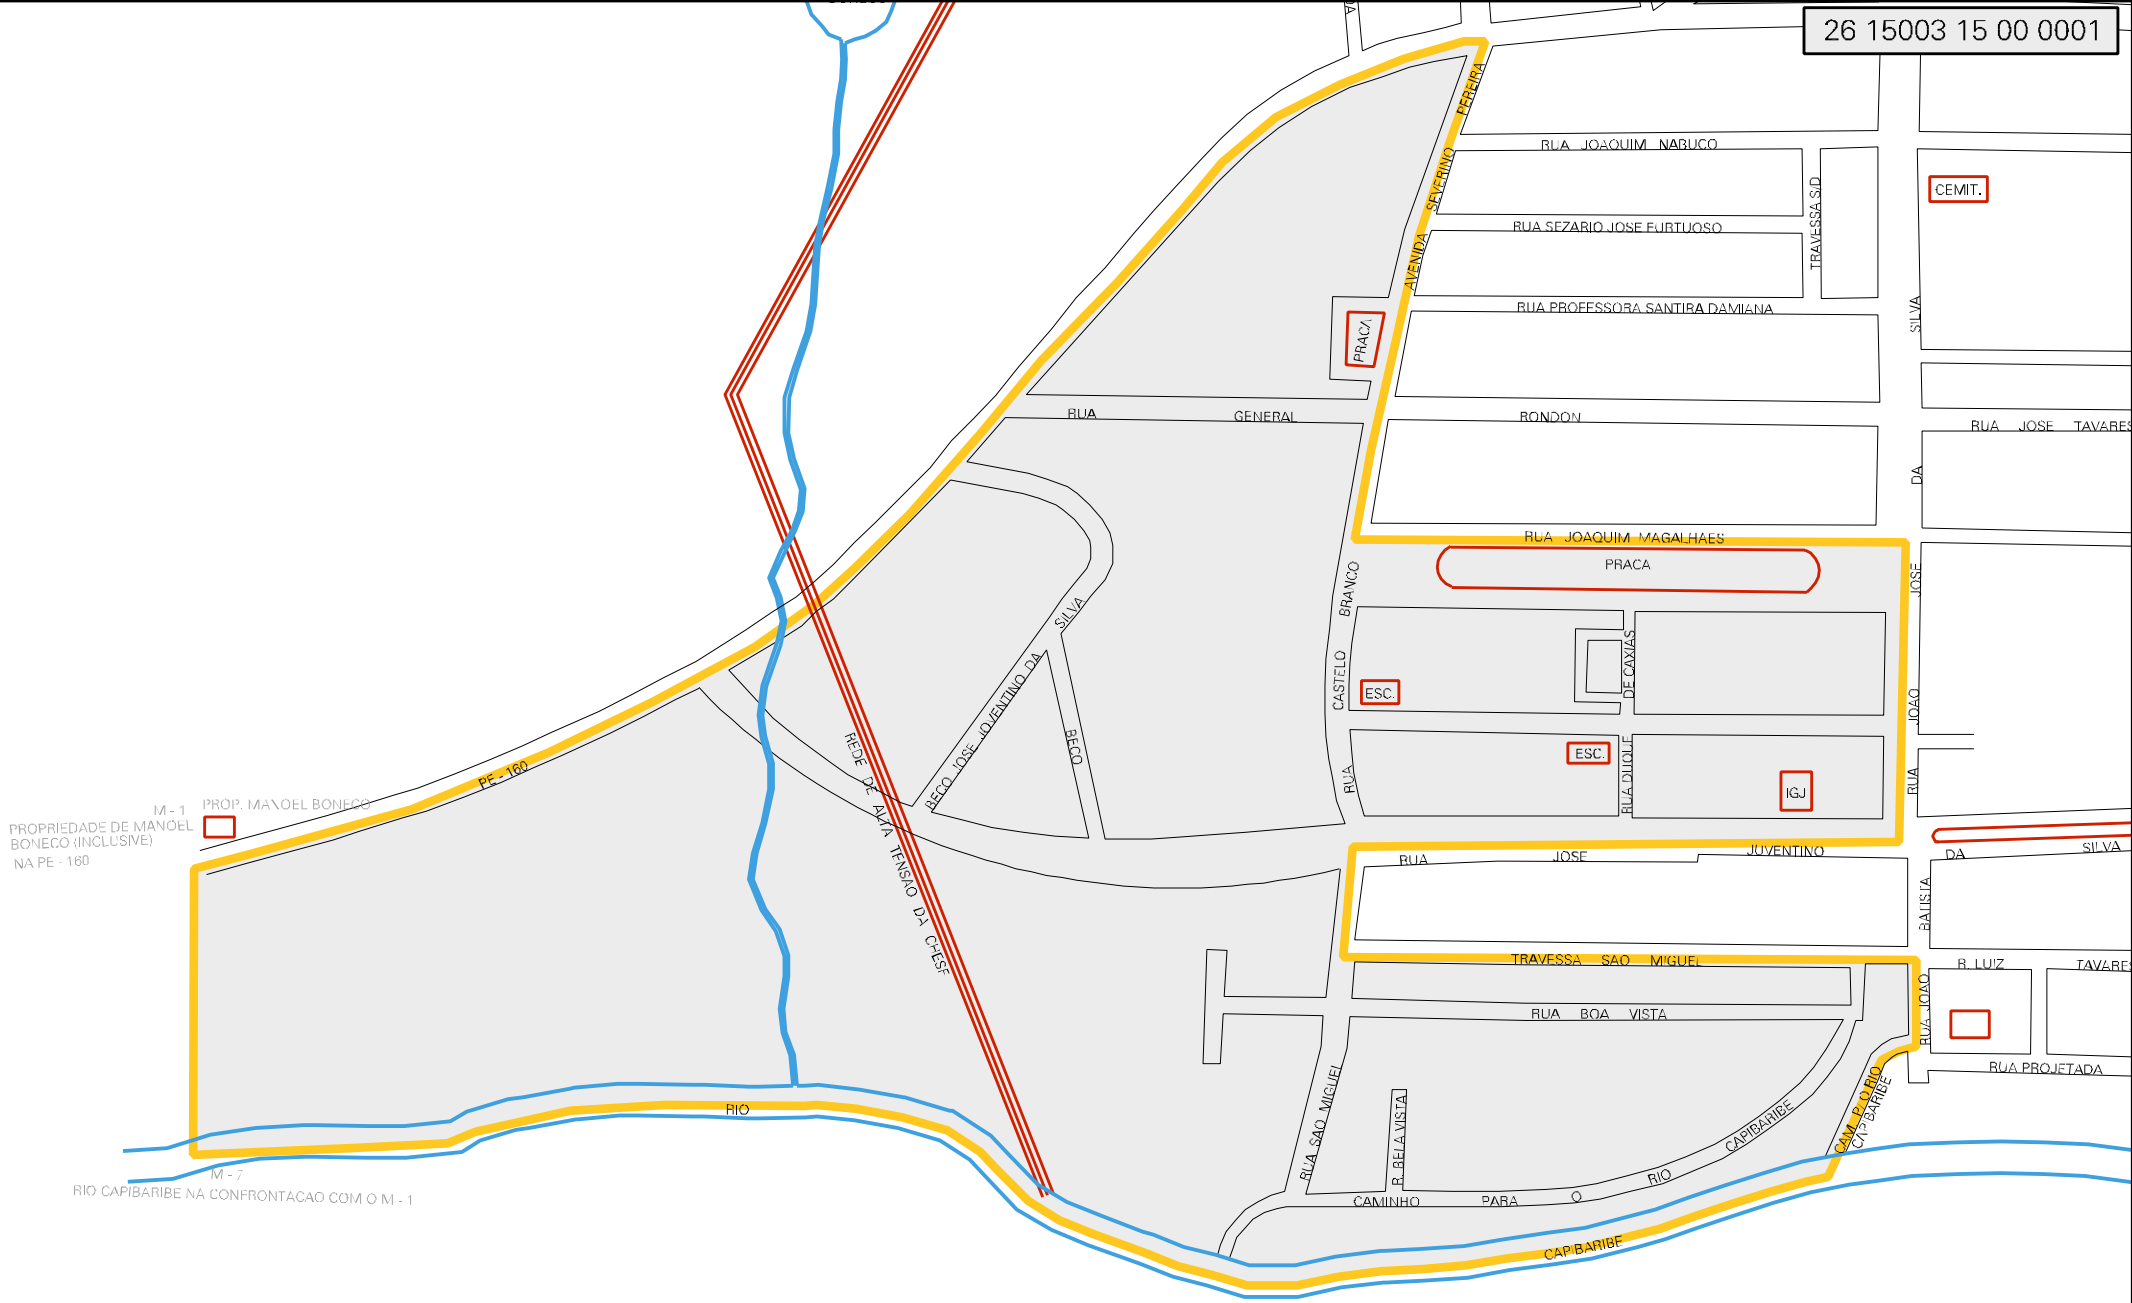 26 15003 15 00 0001
PEREIRA
SEVERINO
AVENIDA
RUA JOAQUIM NABUCO
TRAVESSA S/D
CEMIT.
RUA SEZARIO JOSE FURTUOSO
RUA PROFESSORA SANTIRA DAMIANA
SILVA
PRACA
RUA GENERAL RONDON
RUA JOSE TAVARES
DA
RUA JOAQUIM MAGALHAES
PRACA
JOSE
BRANCO
CASTELO
RUA
DE CAXIAS
RUA DUQUE
ESC.
ESC.
IGJ
JOAO
RUA
SILVA
BECO JOSE JOVENTINO DA
BECO
REDE DE ALTA TENSAO DA CHESF
PE - 160
M - 1
PROP. MANOEL BONECO
PROPRIEDADE DE MANOEL
BONECO (INCLUSIVE)
NA PE - 160
RUA JOSE JUVENTINO DA SILVA
BATISTA
TRAVESSA SAO MIGUEL
R. LUIZ TAVARES
RUA JOAO
RUA BOA VISTA
RUA PROJETADA
CAM. P/ O RIO
CAPIBARIBE
RUA SAO MIGUEL
R. BELA VISTA
CAMINHO PARA O RIO CAPIBARIBE
RIO
CAPIBARIBE
M - 7
RIO CAPIBARIBE NA CONFRONTACAO COM O M - 1